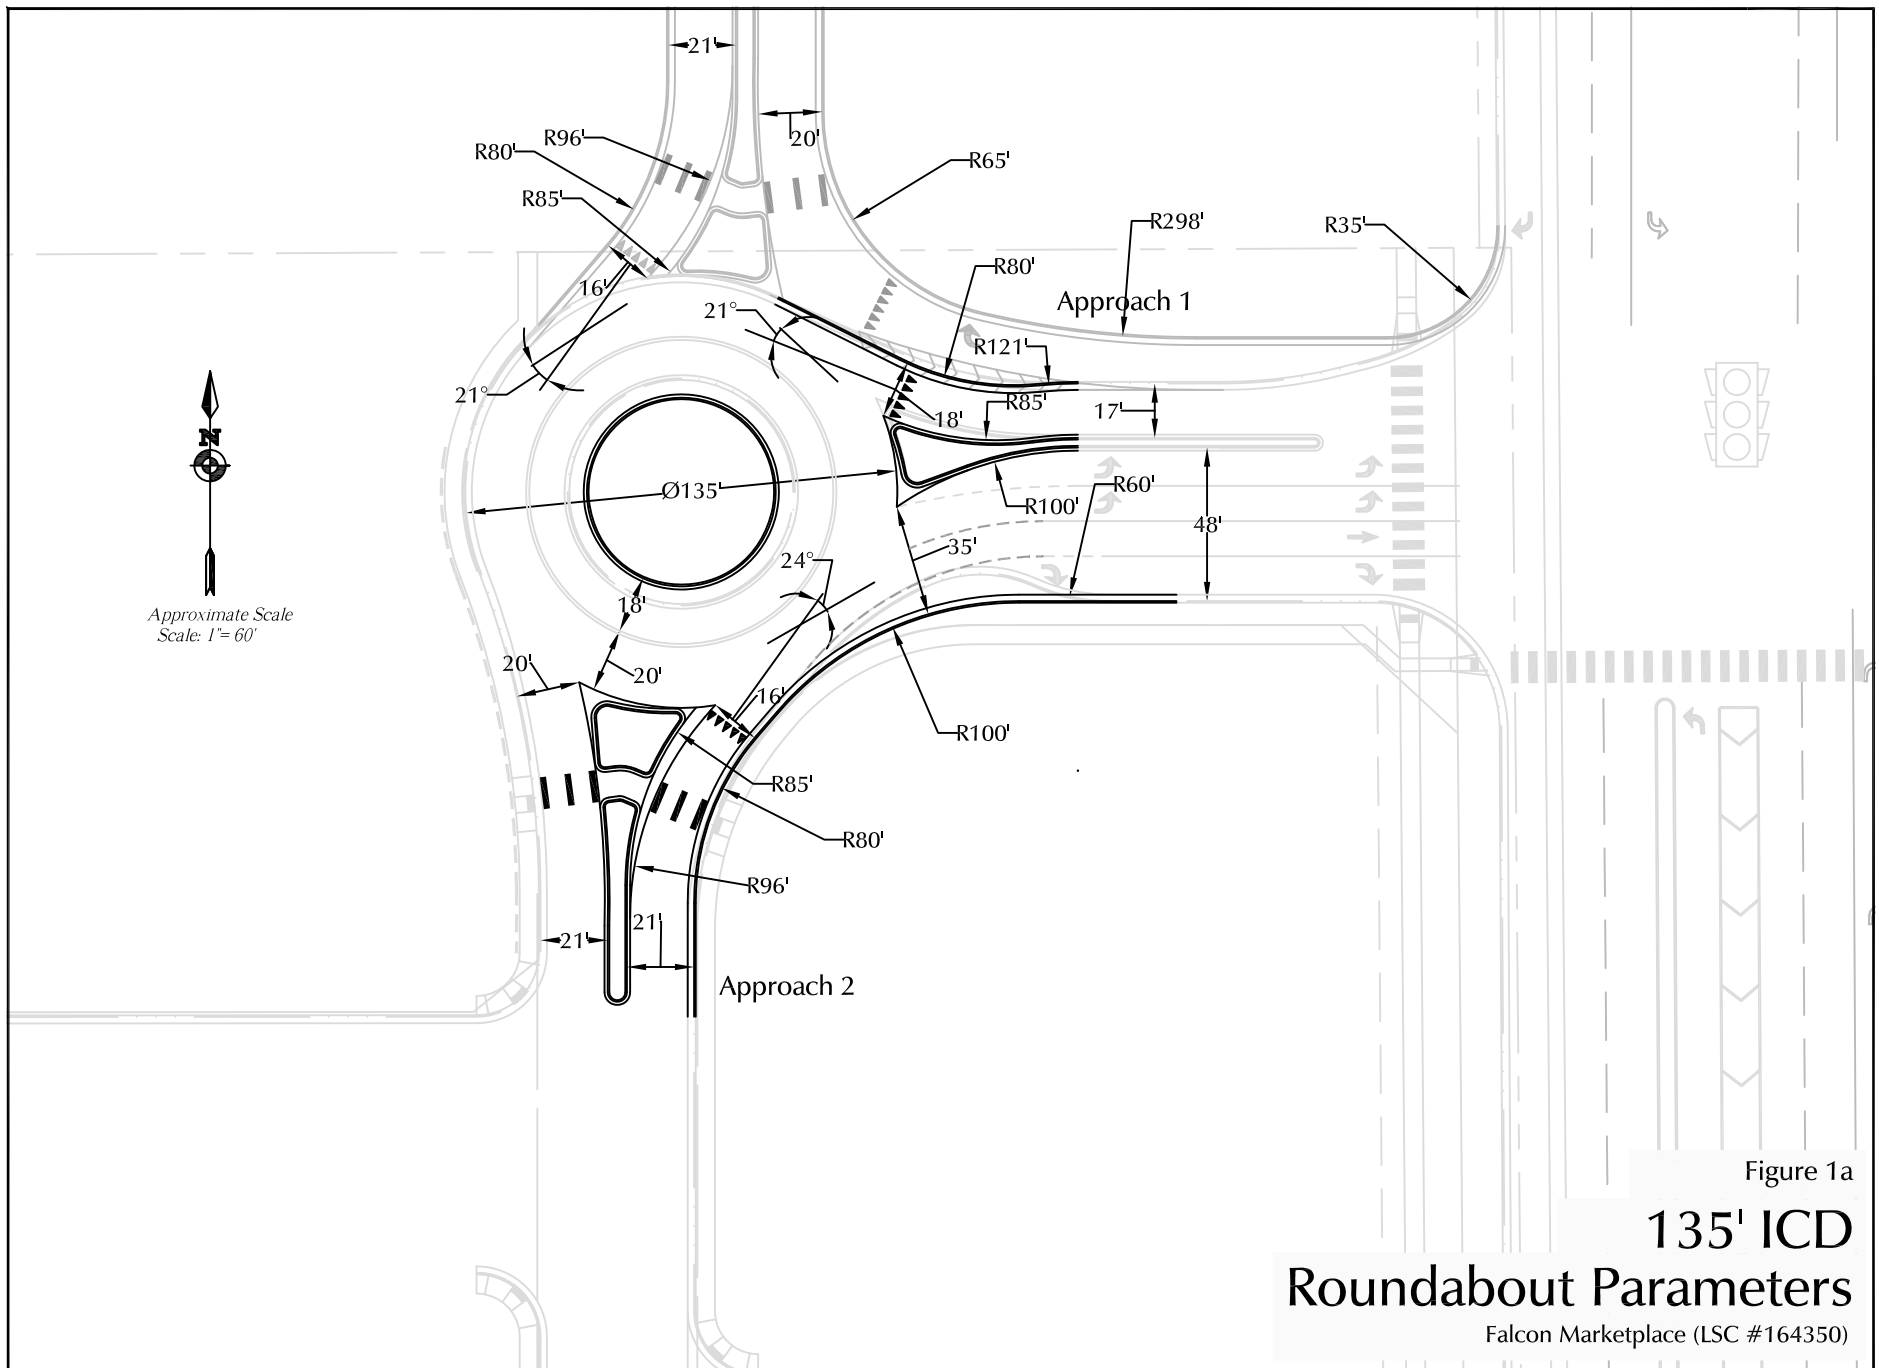 21'
20'
R96'
R80'
R65'
R85'
R298'
R35'
R80'
16'
Approach 1
21°
R121'
21°
R85'
17'
18'
Ø135'
R60'
R100'
48'
35'
24°
18'
N
Approximate Scale
Scale: 1"= 60'
20'
20'
16'
R100'
R85'
R80'
R96'
21'
21'
Approach 2
Figure 1a
135' ICD
Roundabout Parameters
Falcon Marketplace (LSC #164350)